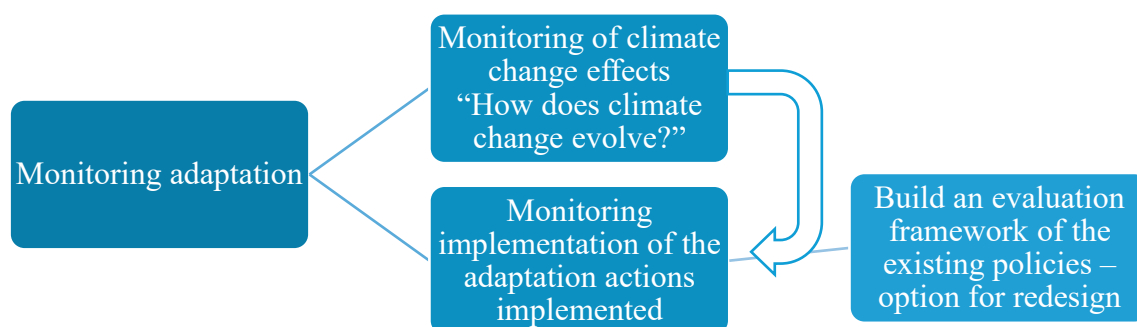 Monitoring adaptation
Monitoring of climate
change effects
“How does climate
change evolve?”
Monitoring
implementation of the
adaptation actions
implemented
Build an evaluation
framework of the
existing policies –
option for redesign